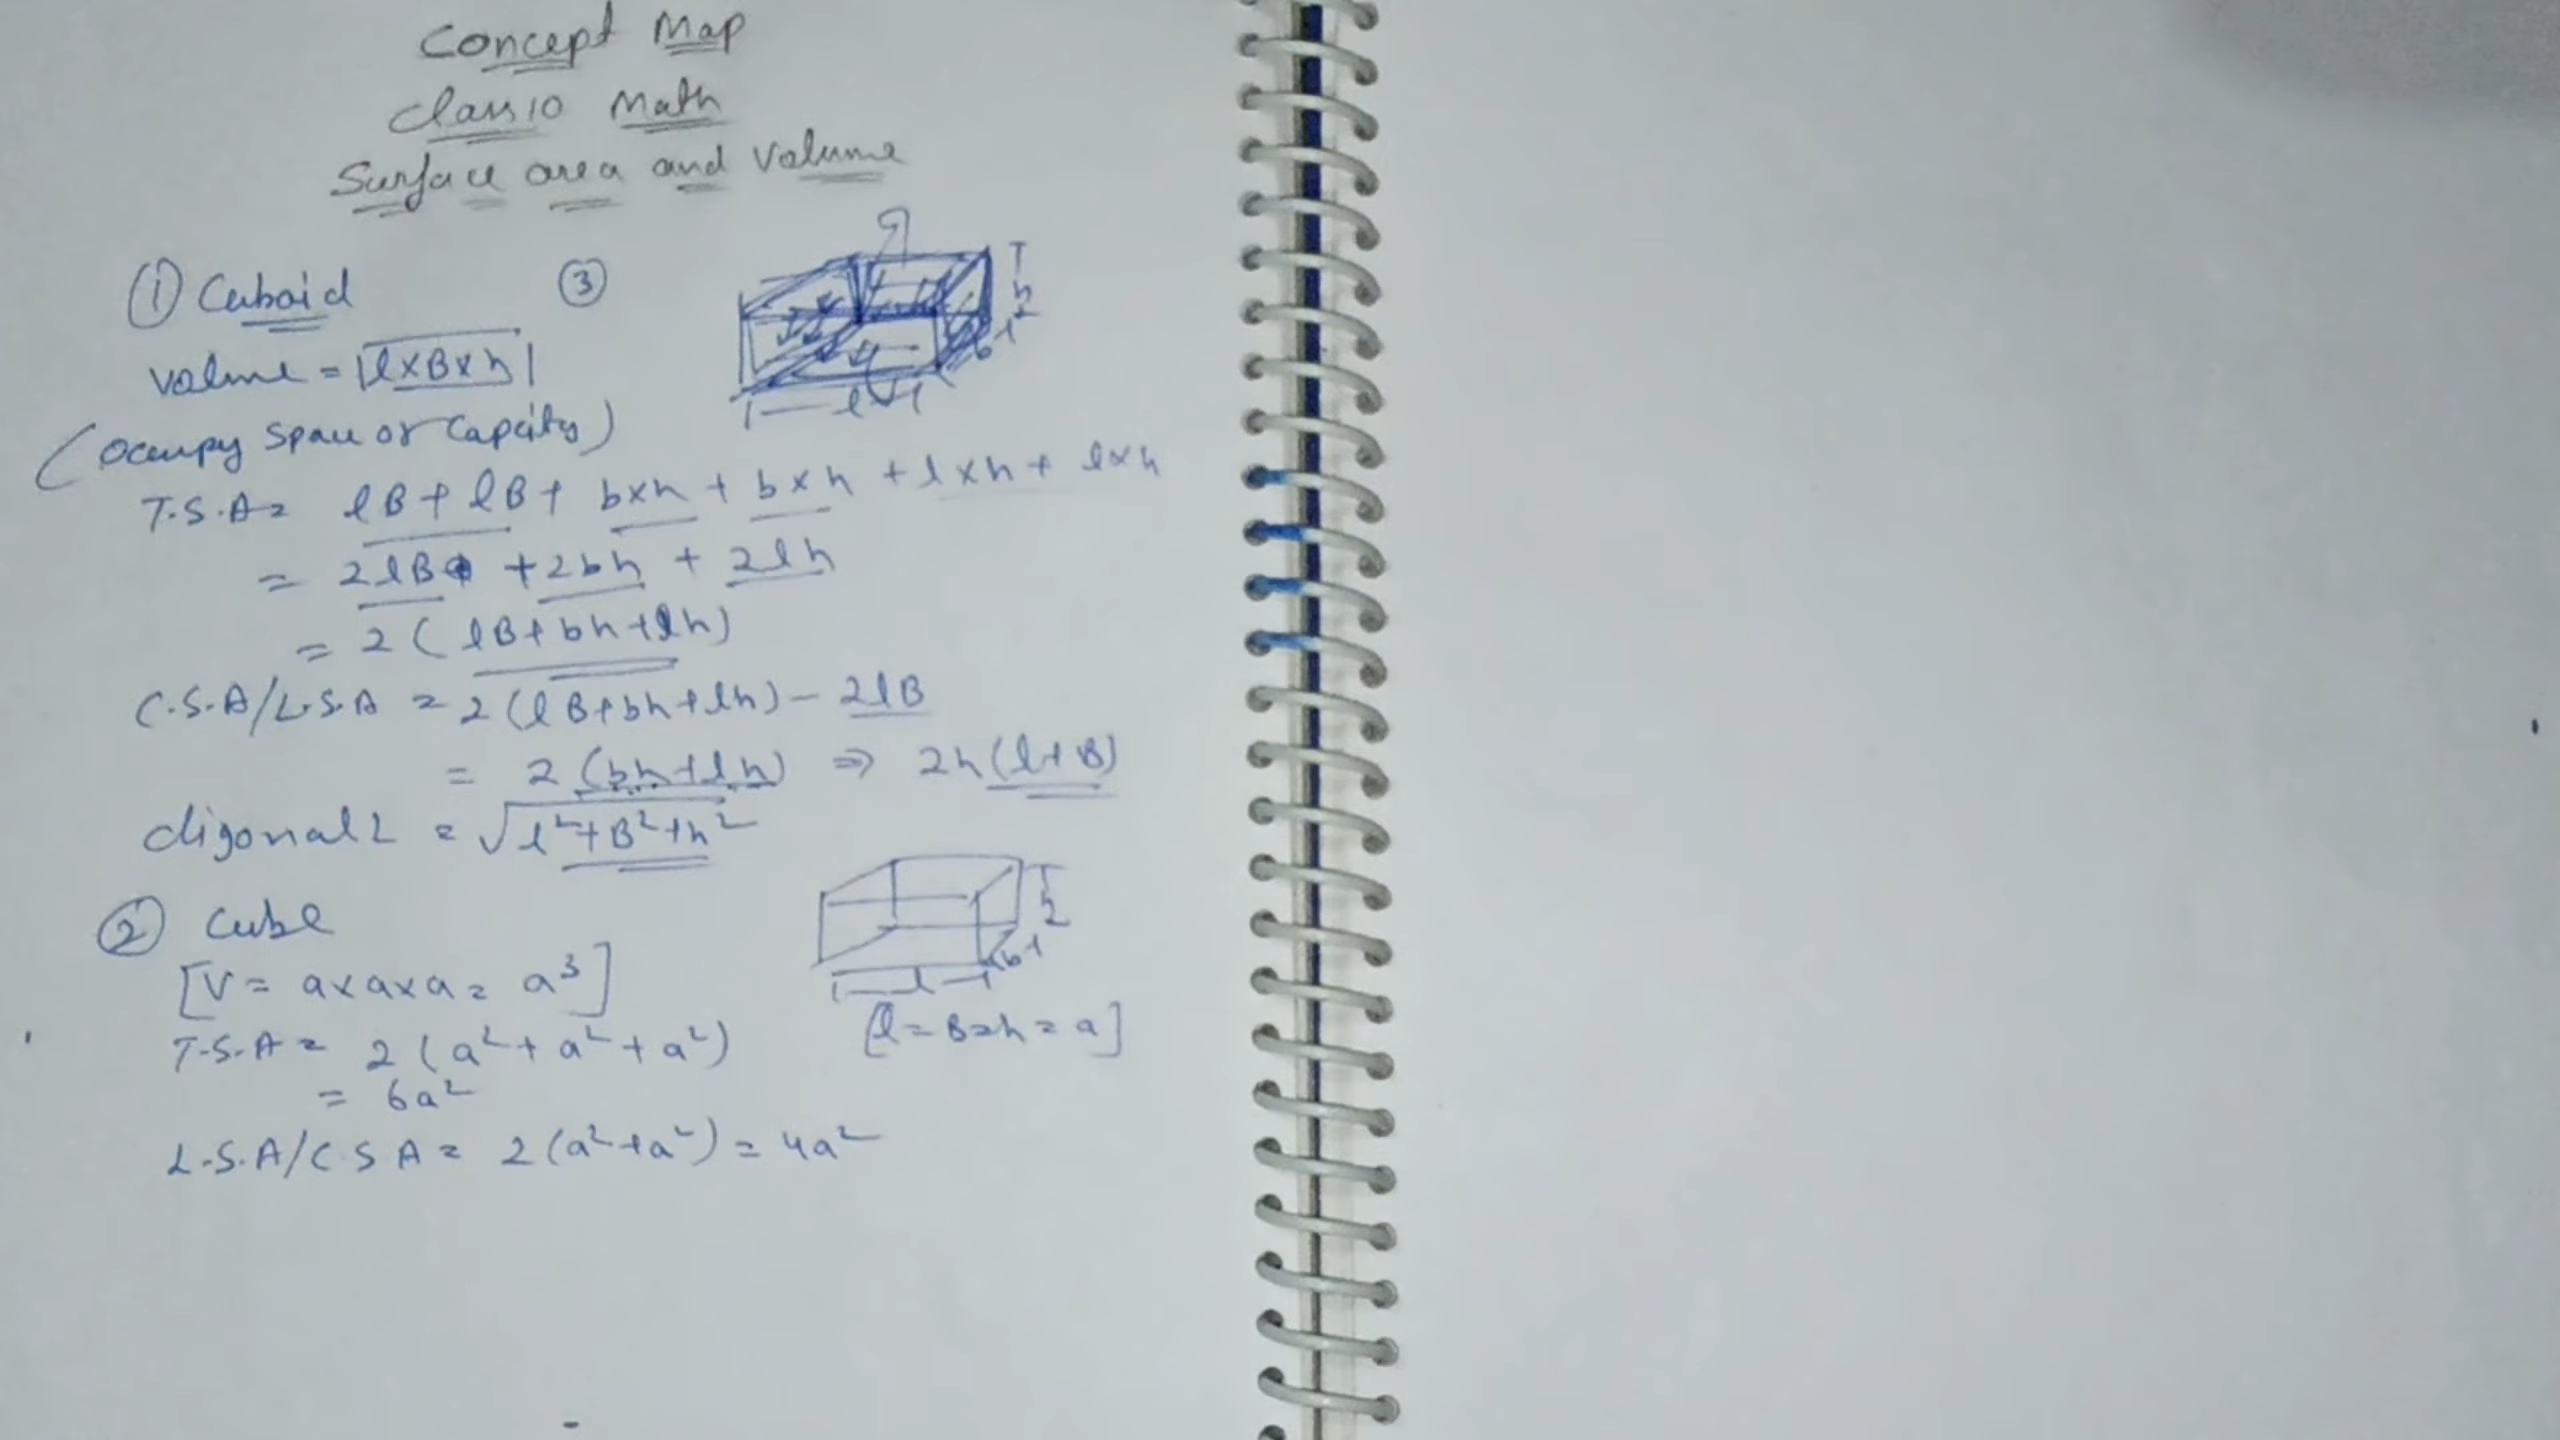 Concept Map
Class 10 Math
Surface area and Volume
① Cuboid ③
Volme = l×B×h
(Occupy Space or Capcity)
T.S.A = lB + lB + b×h + b×h + l×h + l×h
= 2lB + 2bh + 2lh
= 2(lB+bh+lh)
C.S.A/L.S.A = 2(lB+bh+lh) - 2lB
= 2(bh+lh) ⇒ 2h(l+B)
digonal = √l²+B²+h²
h
b
l
② Cube
[V = a×a×a = a³]
T.S.A = 2(a²+a²+a²)
= 6a²
L.S.A/C.S.A = 2(a²+a²) = 4a²
h
b
l
[l=B=h=a]